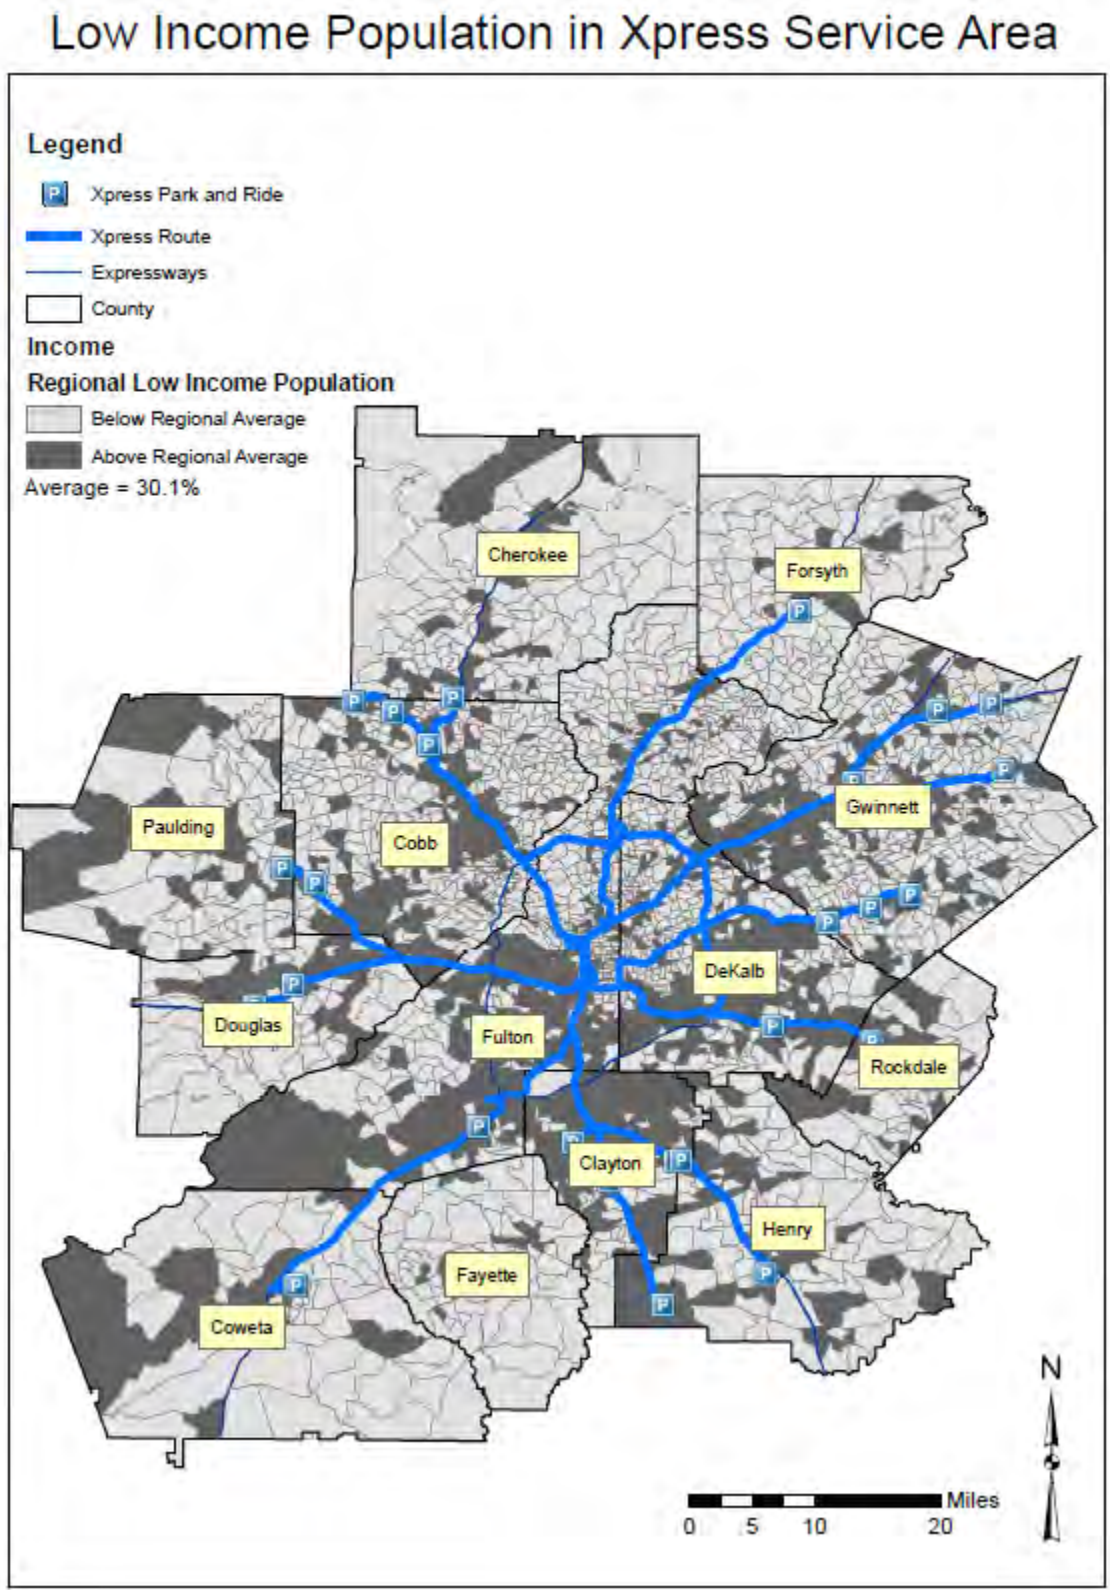 Low Income Population in Xpress Service Area
Legend
P Xpress Park and Ride
Xpress Route
Expressways
County
Income
Regional Low Income Population
Below Regional Average
Above Regional Average
Average = 30.1%
Cherokee
Forsyth
P
P
P
P
P
P
P
P
P
Paulding
Gwinnett
Cobb
P
P
P
P
P
DeKalb
P
Douglas
P
Fulton
P
Rockdale
P
P
Clayton
P
Henry
P
Fayette
P
P
Coweta
N
Miles
0 5 10 20